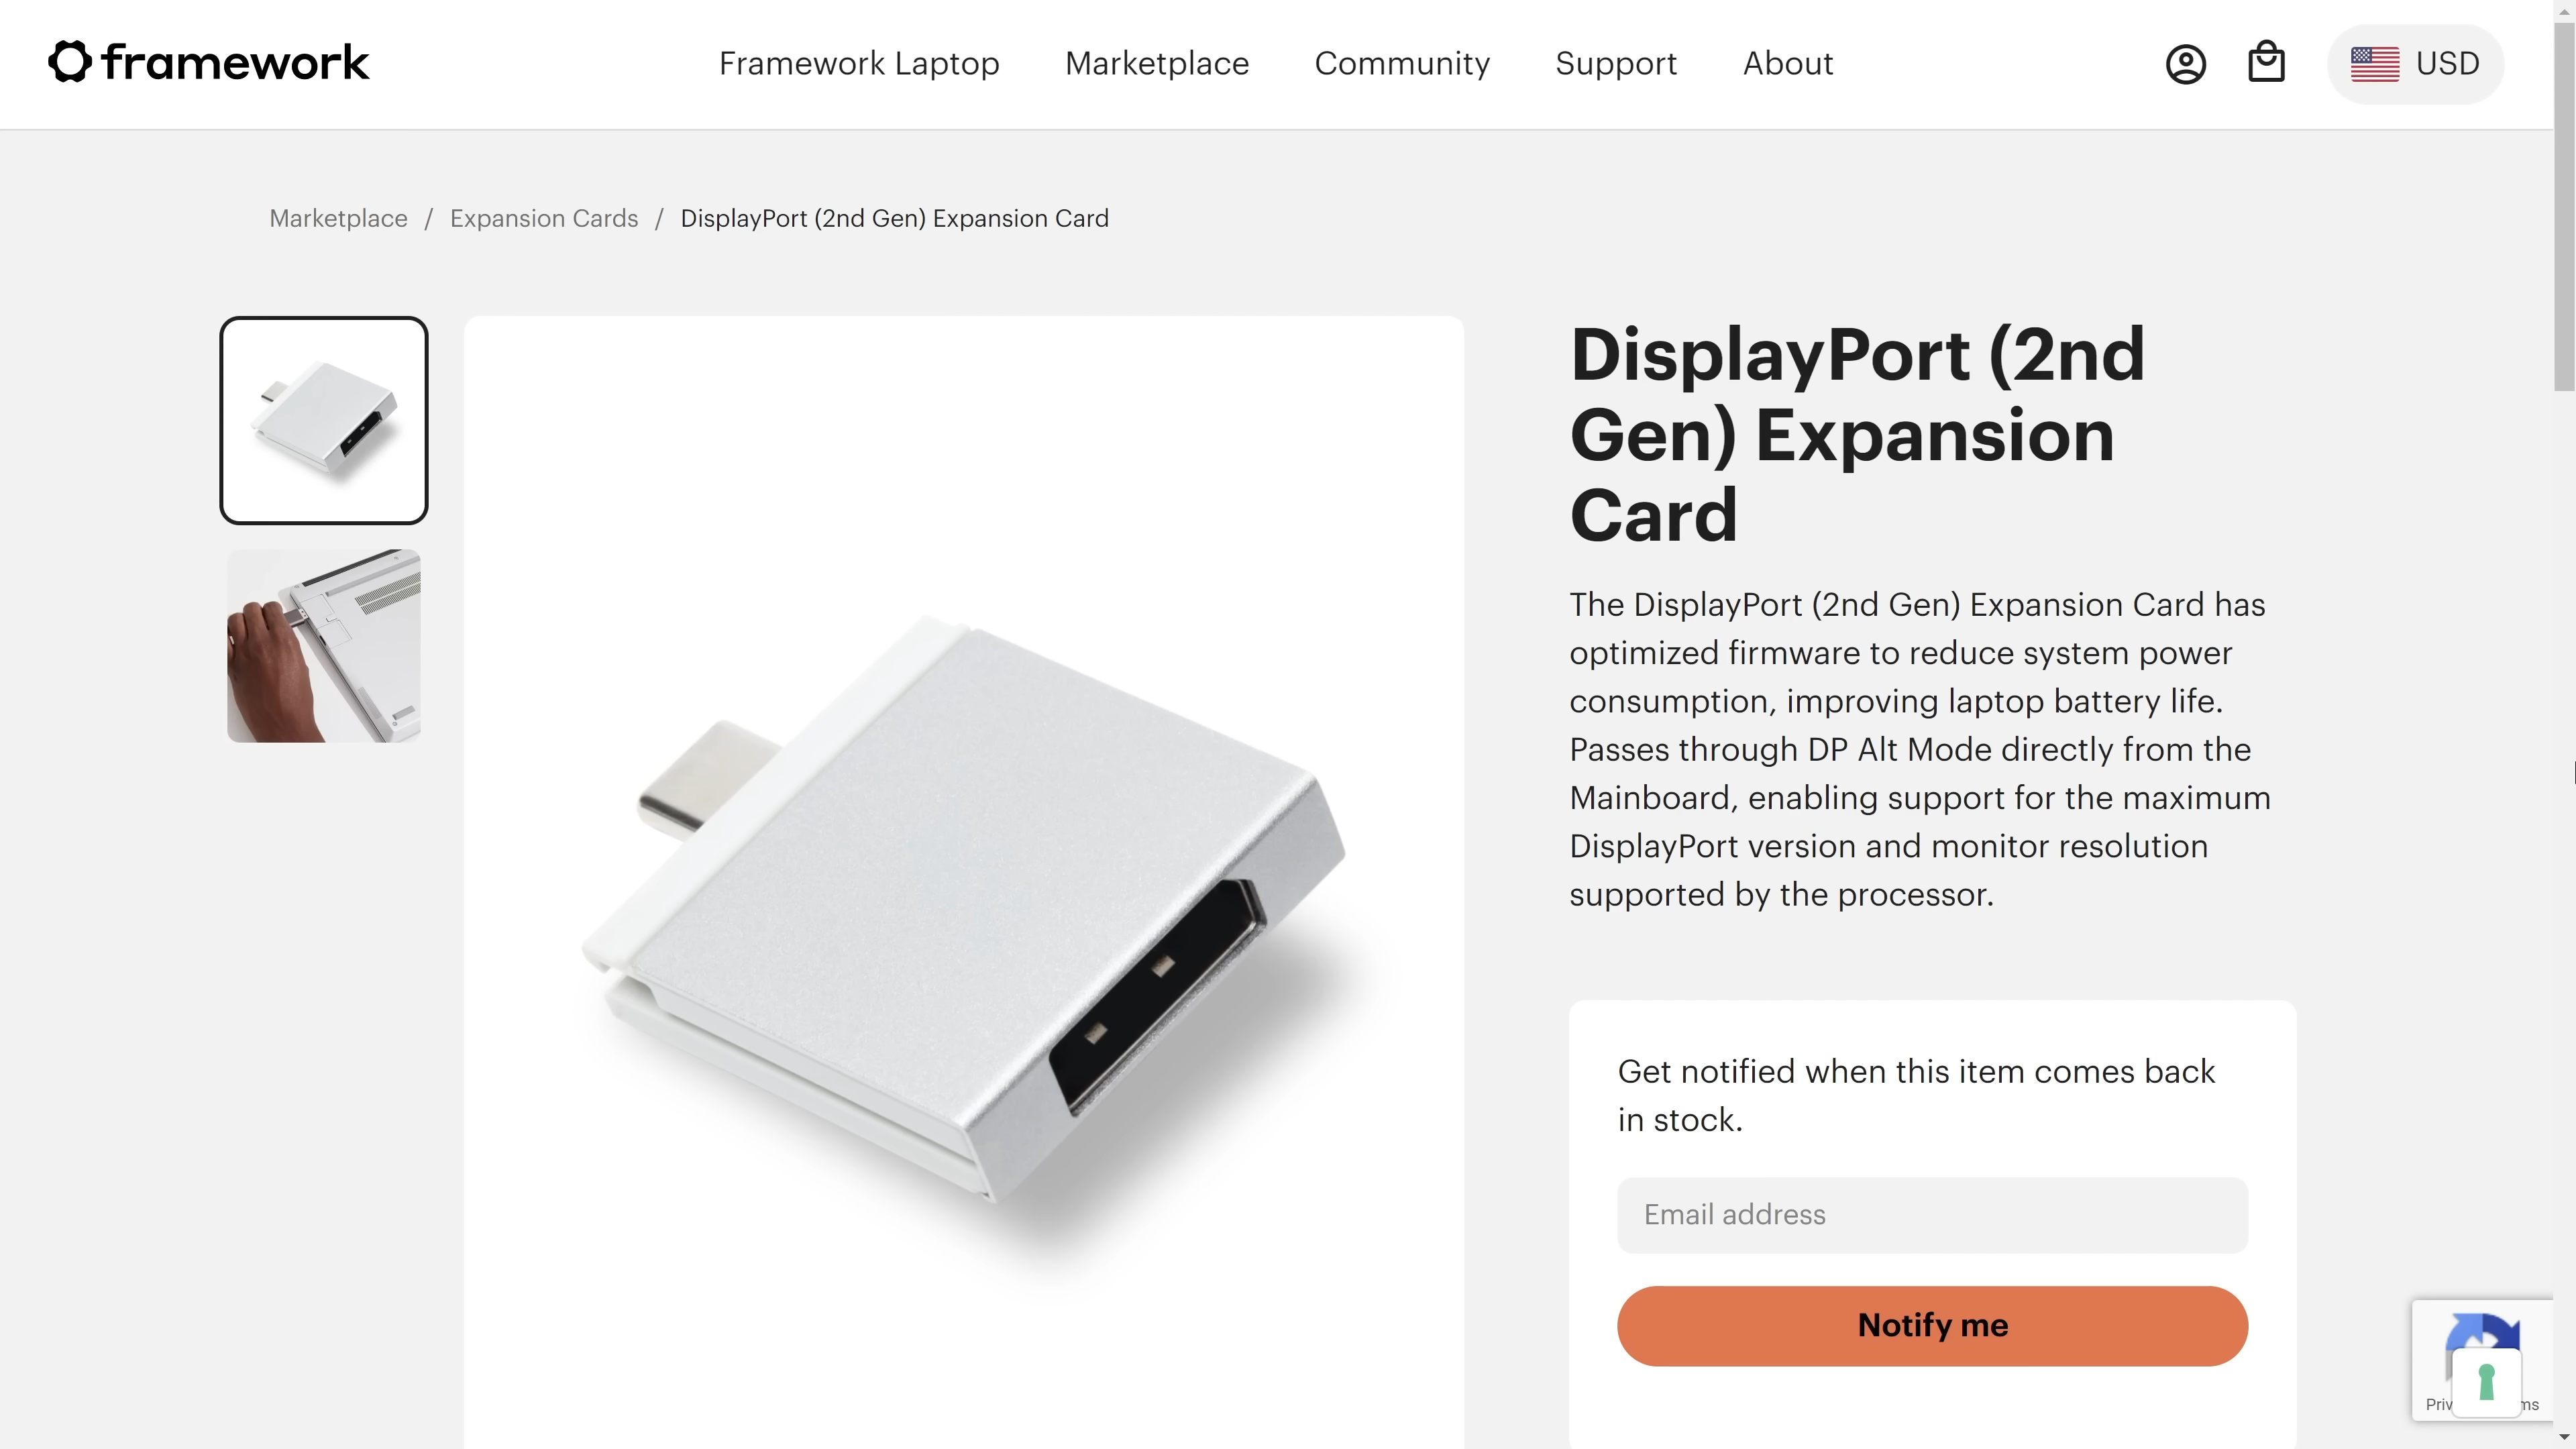 framework
Framework Laptop
Marketplace
Community
Support
About
USD
Marketplace / Expansion Cards / DisplayPort (2nd Gen) Expansion Card
DisplayPort (2nd
Gen) Expansion
Card
The DisplayPort (2nd Gen) Expansion Card has
optimized firmware to reduce system power
consumption, improving laptop battery life.
Passes through DP Alt Mode directly from the
Mainboard, enabling support for the maximum
DisplayPort version and monitor resolution
supported by the processor.
Get notified when this item comes back
in stock.
Email address
Notify me